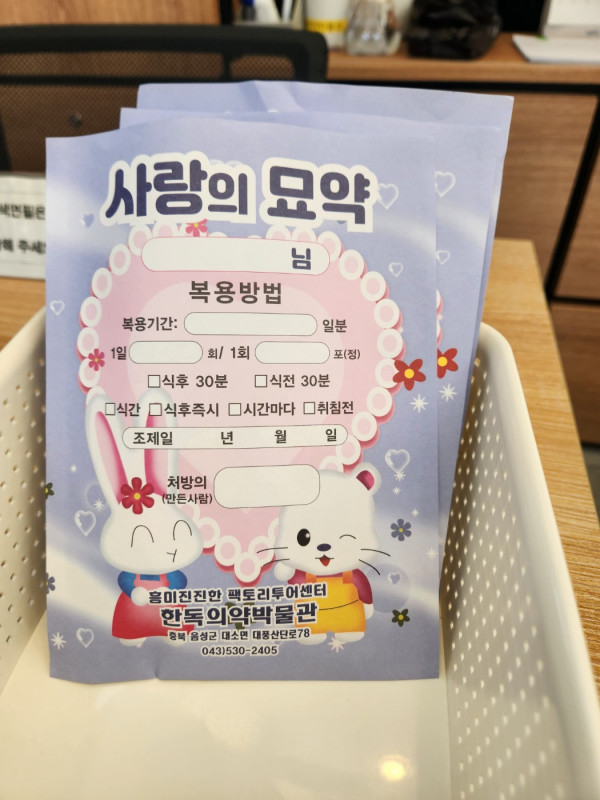 사랑의 묘약
님
복용방법
복용기간: 일분
1일 회/ 1회 포(정)
□식후 30분 □식전 30분
□식간 □식후즉시 □시간마다 □취침전
조제일 년 월 일
처방의
(만든사람)
흥미진진한 팩토리투어센터
한독의약박물관
충북 음성군 대소면 대풍산단로78
043)530-2405